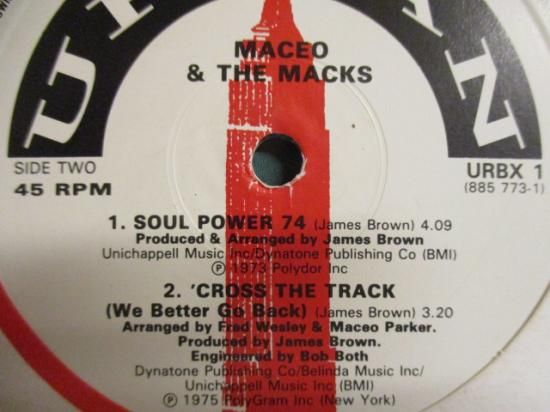 MACEO
& THE MACKS
SIDE TWO
45 RPM
URBX 1
(885 773-1)
1. SOUL POWER 74 (James Brown) 4.09
Produced & Arranged by James Brown
Unichappell Music Inc/Dynatone Publishing Co (BMI)
Ⓟ 1973 Polydor Inc
2. 'CROSS THE TRACK
(We Better Go Back) (James Brown) 3.20
Arranged by Fred Wesley & Maceo Parker.
Produced by James Brown.
Engineered by Bob Both
Dynatone Publishing Co/Belinda Music Inc/
Unichappell Music Inc (BMI)
Ⓟ 1975 PolyGram Inc (New York)